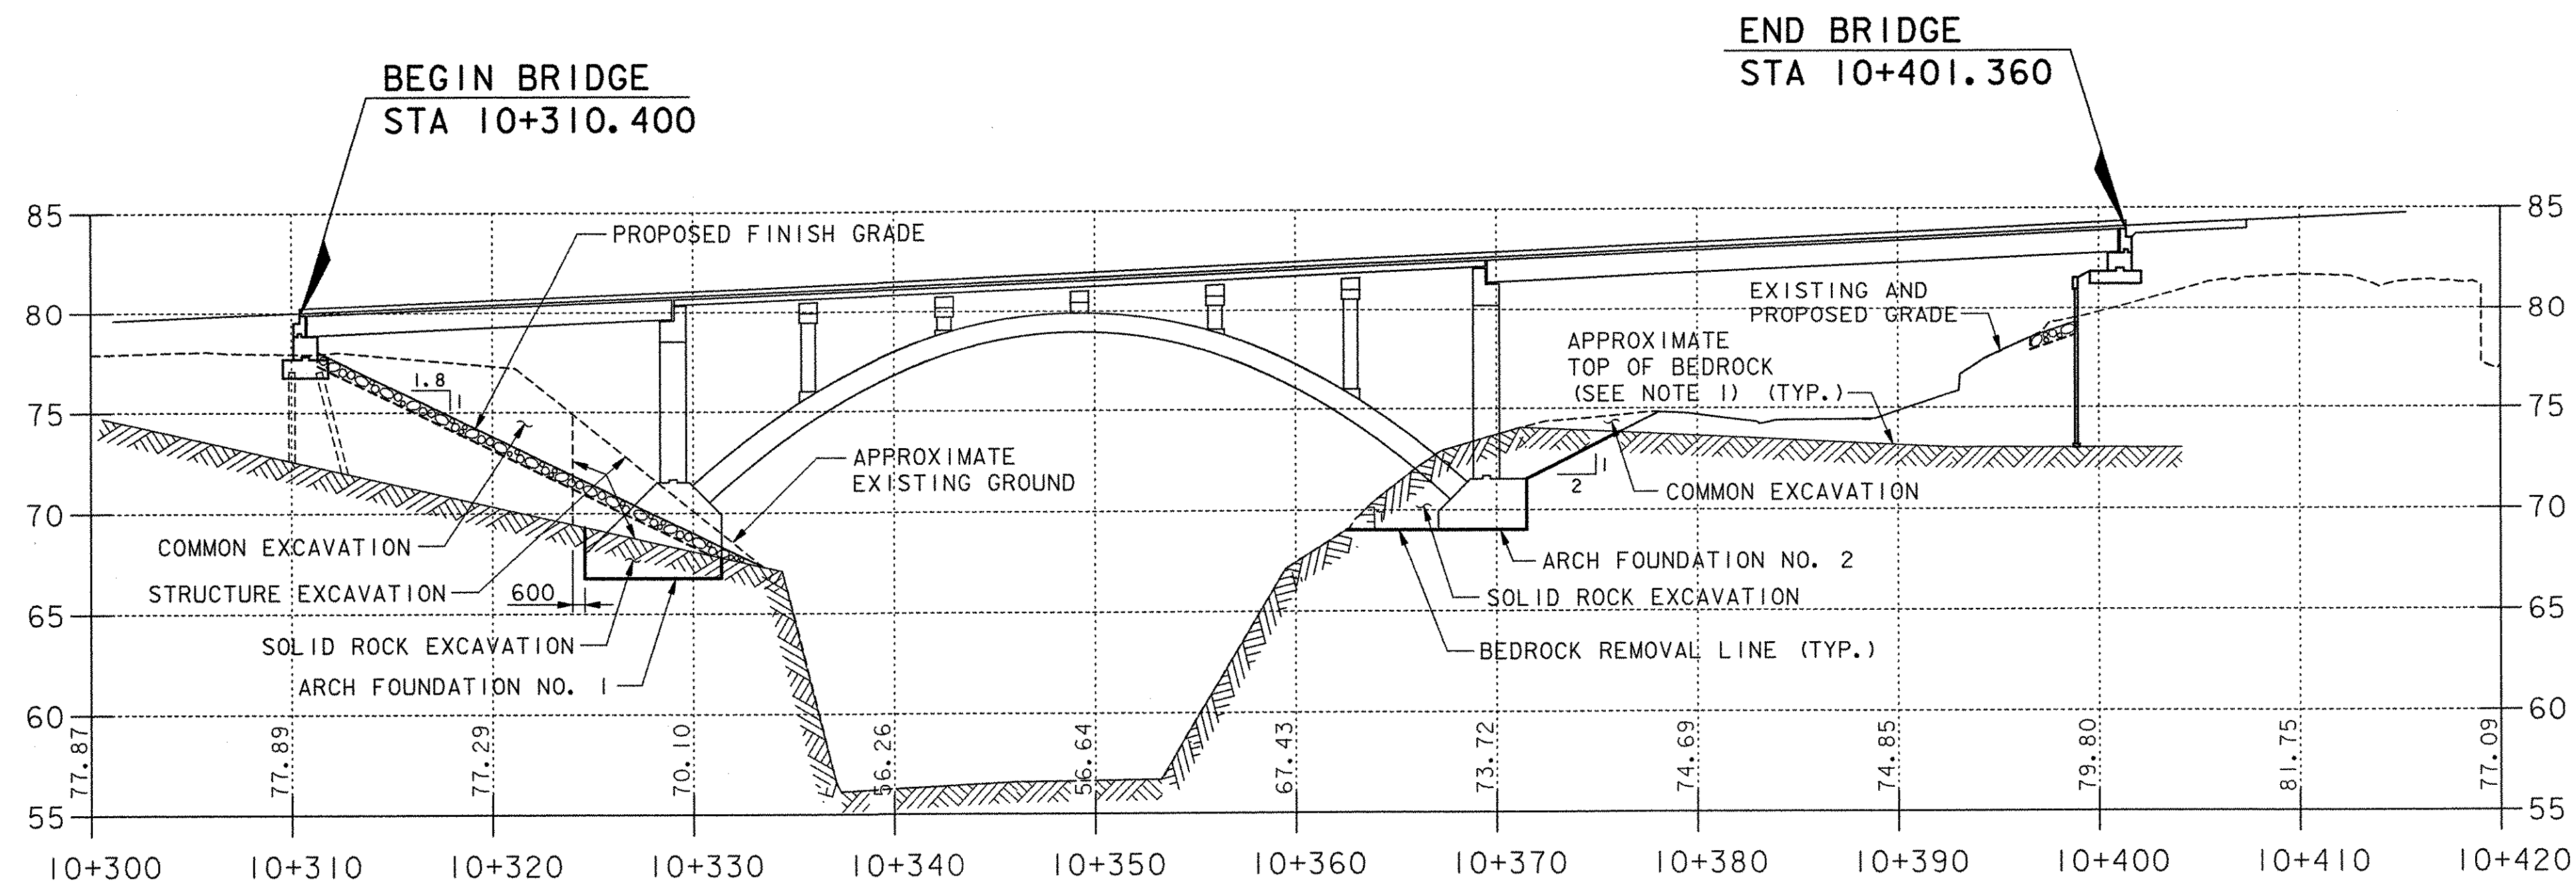 END BRIDGE
STA 10+401.360
BEGIN BRIDGE
STA 10+310.400
85
85
PROPOSED FINISH GRADE
80
80
EXISTING AND
PROPOSED GRADE
APPROXIMATE
TOP OF BEDROCK
(SEE NOTE 1) (TYP.)
1.8
1
75
75
APPROXIMATE
EXISTING GROUND
1
2
COMMON EXCAVATION
70
70
COMMON EXCAVATION
ARCH FOUNDATION NO. 2
STRUCTURE EXCAVATION
600
SOLID ROCK EXCAVATION
65
65
SOLID ROCK EXCAVATION
BEDROCK REMOVAL LINE (TYP.)
ARCH FOUNDATION NO. 1
60
60
77.87
77.89
77.29
70.10
56.26
56.64
67.43
73.72
74.69
74.85
79.80
81.75
77.09
55
55
10+300
10+310
10+320
10+330
10+340
10+350
10+360
10+370
10+380
10+390
10+400
10+410
10+420